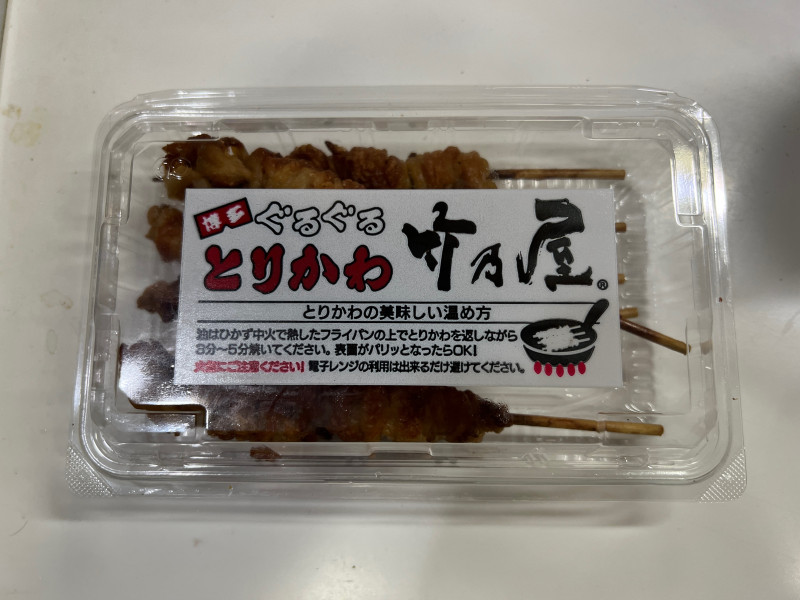 博多 ぐるぐる
とりかわ
竹乃屋®
とりかわの美味しい温め方
油はひかず中火で熱したフライパンの上でとりかわを返しながら
3分〜5分焼いてください。表面がパリッとなったらOK!
にご注意ください! 電子レンジの利用は出来るだけ避けてください。